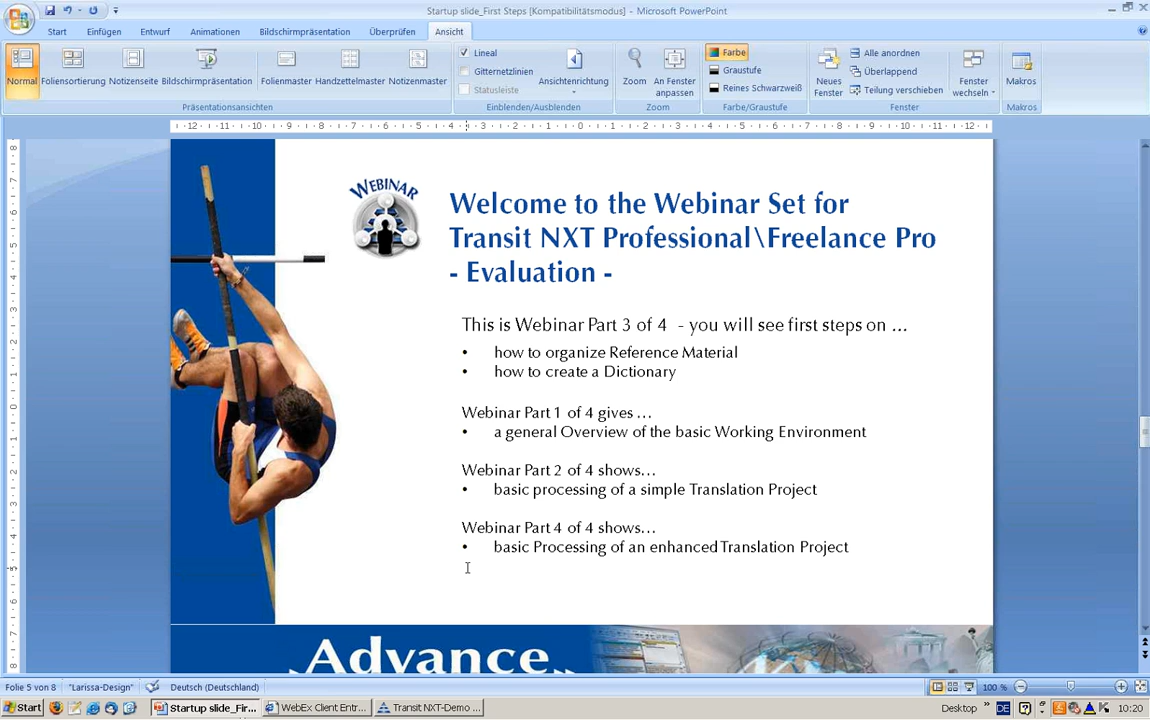 Startup slide_First Steps [Kompatibilitätsmodus] - Microsoft PowerPoint
Start Einfügen Entwurf Animationen Bildschirmpräsentation Überprüfen Ansicht
Normal Foliensortierung Notizenseite Bildschirmpräsentation Folienmaster Handzettelmaster Notizenmaster
Lineal
Gitternetzlinien
Statusleiste
Ansichtenrichtung
Zoom An Fenster anpassen
Farbe
Graustufe
Reines Schwarzweiß
Neues Fenster
Alle anordnen
Überlappend
Teilung verschieben
Fenster wechseln
Makros
Präsentationsansichten Einblenden/Ausblenden Zoom Farbe/Graustufe Fenster Makros
WEBINAR
Welcome to the Webinar Set for
Transit NXT Professional\Freelance Pro
- Evaluation -
This is Webinar Part 3 of 4 - you will see first steps on ...
• how to organize Reference Material
• how to create a Dictionary
Webinar Part 1 of 4 gives ...
• a general Overview of the basic Working Environment
Webinar Part 2 of 4 shows...
• basic processing of a simple Translation Project
Webinar Part 4 of 4 shows...
• basic Processing of an enhanced Translation Project
Advance
Folie 5 von 8 "Larissa-Design" Deutsch (Deutschland) 100 %
Start Startup slide_Fir... WebEx Client Entr... Transit NXT-Demo ... Desktop » DE 10:20